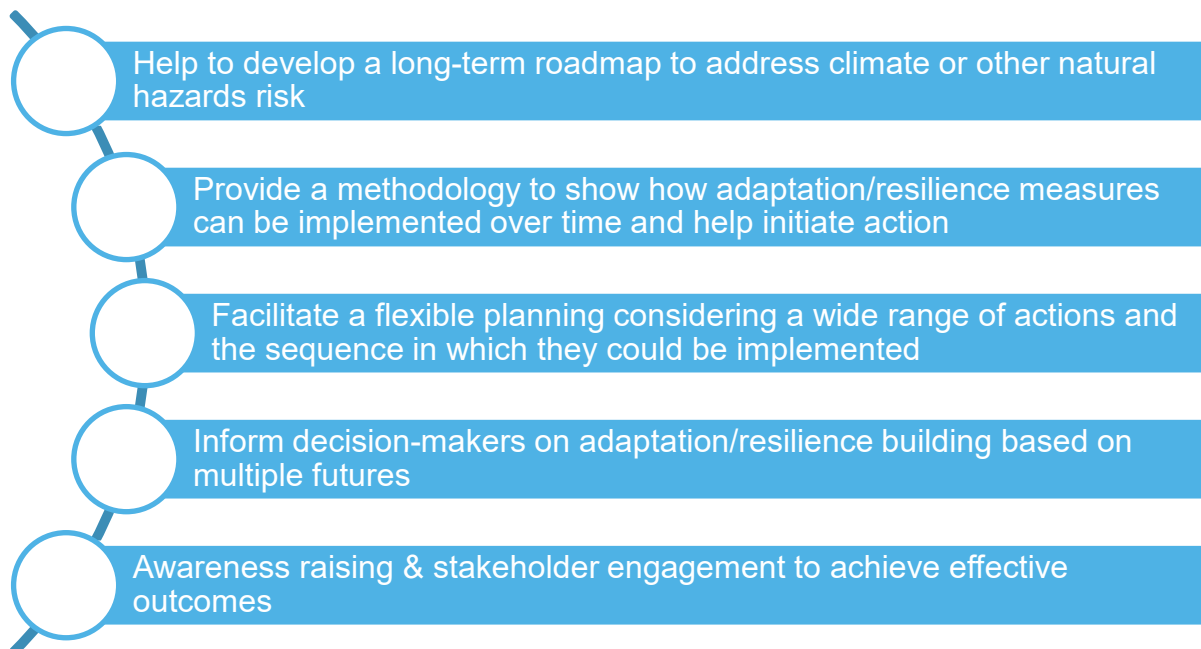 Help to develop a long-term roadmap to address climate or other natural
hazards risk
Provide a methodology to show how adaptation/resilience measures
can be implemented over time and help initiate action
Facilitate a flexible planning considering a wide range of actions and
the sequence in which they could be implemented
Inform decision-makers on adaptation/resilience building based on
multiple futures
Awareness raising & stakeholder engagement to achieve effective
outcomes